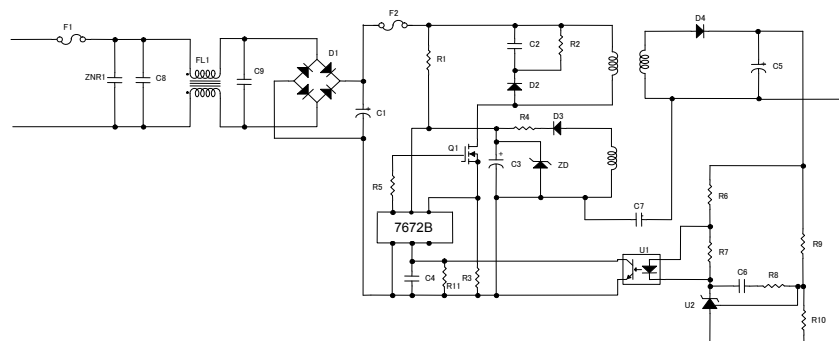 F1
F2
D4
FL1
D1
C2
R2
R1
ZNR1
C8
C9
C5
D2
C1
R4
D3
Q1
C3
ZD
R5
R6
C7
7672B
U1
R7
R9
C4
R11
R3
C6
R8
U2
R10